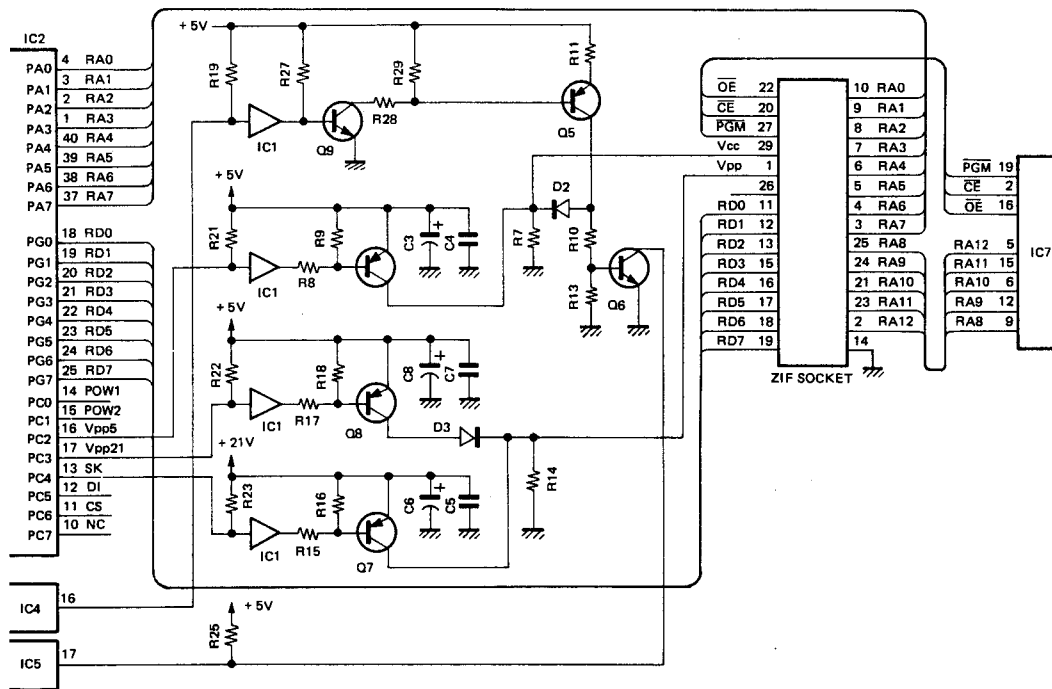 IC2
PA0 4 RA0
PA1 3 RA1
PA2 2 RA2
PA3 1 RA3
PA4 40 RA4
PA5 39 RA5
PA6 38 RA6
PA7 37 RA7
PG0 18 RD0
PG1 19 RD1
PG2 20 RD2
PG3 21 RD3
PG4 22 RD4
PG5 23 RD5
PG6 24 RD6
PG7 25 RD7
PC0 14 POW1
PC1 15 POW2
PC2 16 Vpp5
PC3 17 Vpp21
PC4 13 SK
PC5 12 DI
PC6 11 CS
PC7 10 NC
IC4 16
IC5 17
+ 5V
R19
R27
R29
R11
IC1
Q9
R28
Q5
+ 5V
R21
IC1
R8
R9
C3 +
C4
R7
D2
R10
R13
Q6
+ 5V
R22
IC1
R17
R18
Q8
C8 +
C7
D3
R14
+ 21V
R23
IC1
R15
R16
Q7
C6 +
C5
+ 5V
R25
OE 22
CE 20
PGM 27
Vcc 29
Vpp 1
26
RD0 11
RD1 12
RD2 13
RD3 15
RD4 16
RD5 17
RD6 18
RD7 19
10 RA0
9 RA1
8 RA2
7 RA3
6 RA4
5 RA5
4 RA6
3 RA7
25 RA8
24 RA9
21 RA10
23 RA11
2 RA12
14
ZIF SOCKET
PGM 19
CE 2
OE 16
RA12 5
RA11 15
RA10 6
RA9 12
RA8 9
IC7